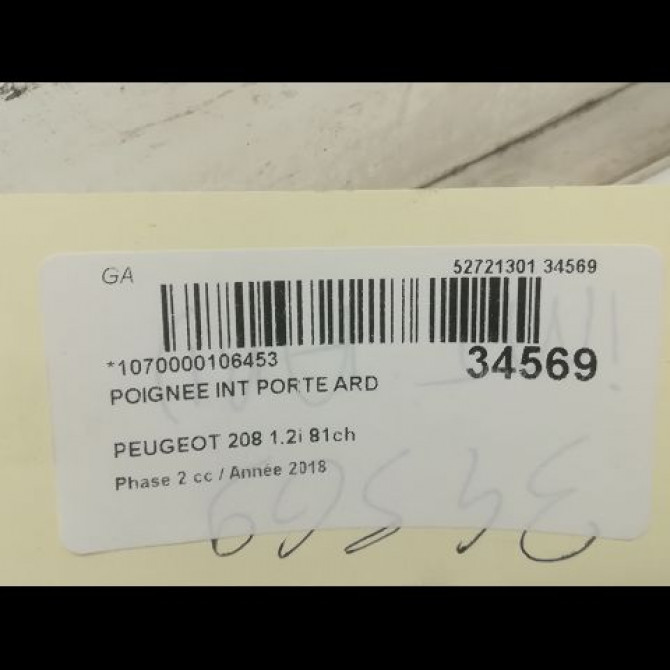 GA
52721301 34569
*1070000106453
34569
POIGNEE INT PORTE ARD
PEUGEOT 208 1.2i 81ch
Phase 2 cc / Année 2018
34569